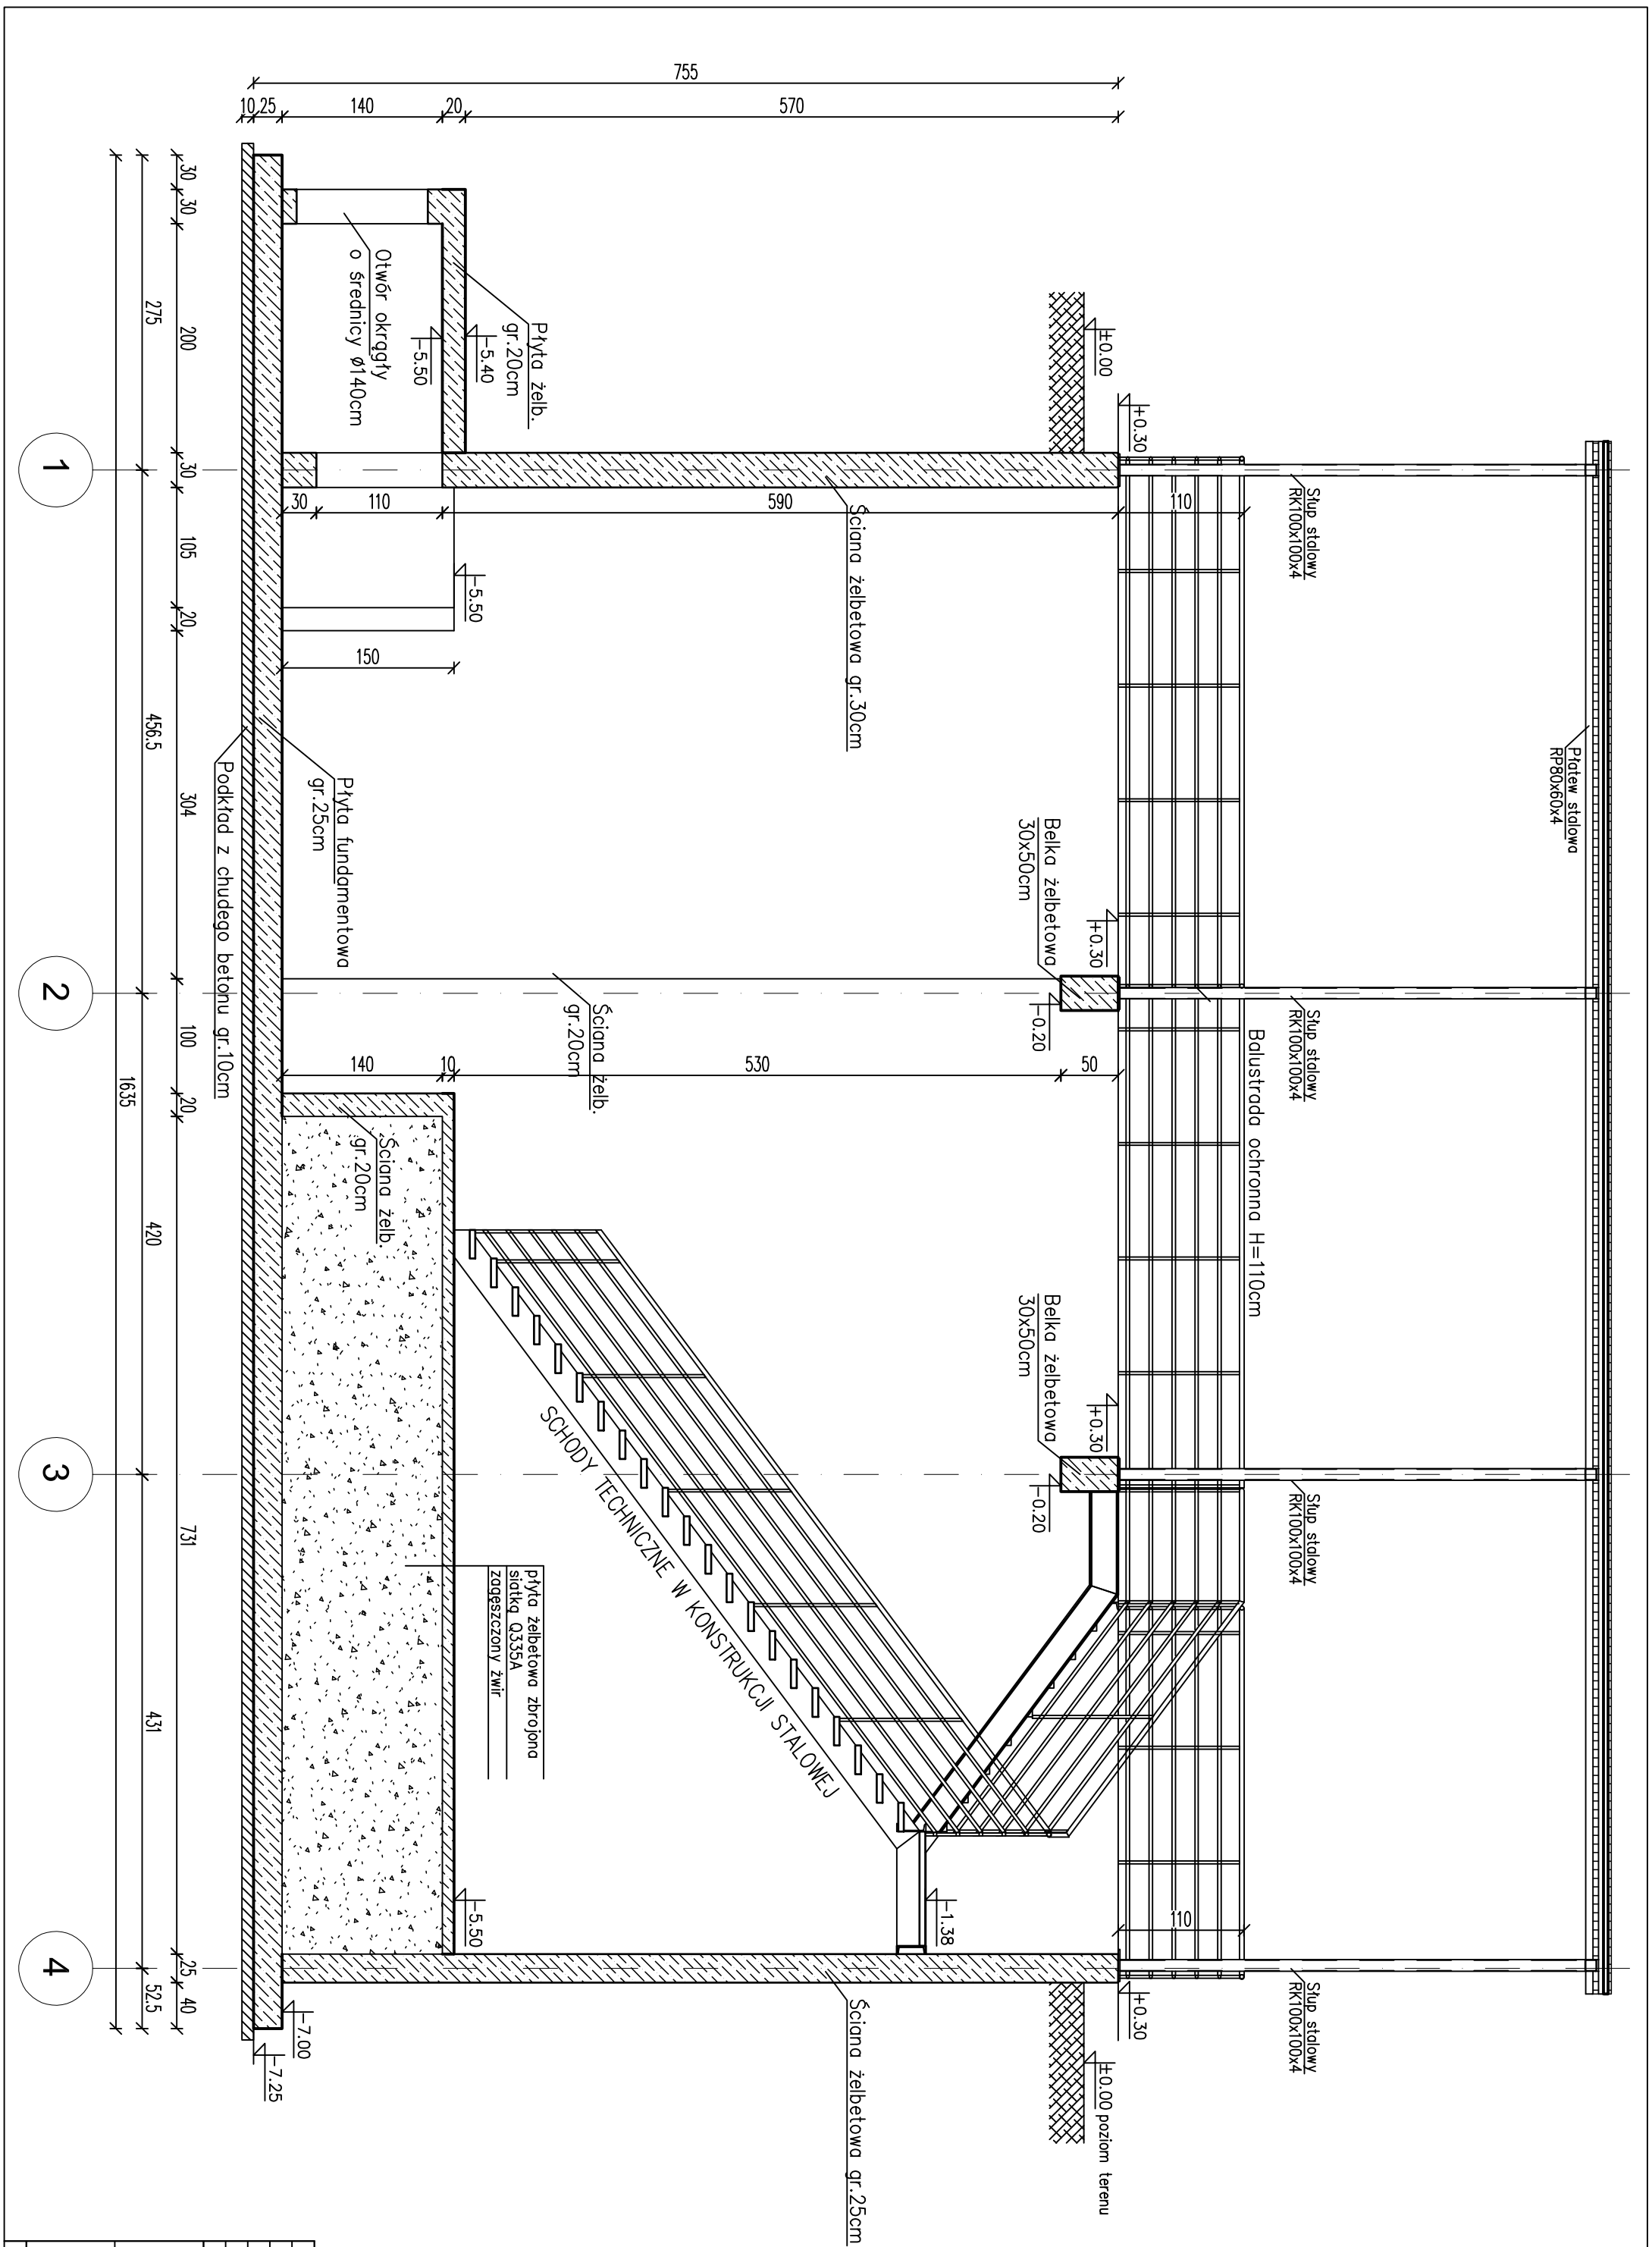 Płatew stalowa
RP80x60x4
Słup stalowy
RK100x100x4
Słup stalowy
RK100x100x4
Słup stalowy
RK100x100x4
Słup stalowy
RK100x100x4
Balustrada ochronna H=110cm
110
110
+0.30
+0.30
+0.30
+0.30
±0.00
±0.00 poziom terenu
Belka żelbetowa
30x50cm
-0.20
Belka żelbetowa
30x50cm
-0.20
Ściana żelbetowa gr.30cm
Ściana żelbetowa gr.25cm
-1.38
SCHODY TECHNICZNE W KONSTRUKCJI STALOWEJ
Ściana żelb.
gr.20cm
Płyta żelb.
gr.20cm
-5.40
-5.50
-5.50
-5.50
płyta żelbetowa zbrojona
siatką Q335A
zagęszczony żwir
Otwór okrągły
o średnicy Ø140cm
Ściana żelb.
gr.20cm
Płyta fundamentowa
gr.25cm
Podkład z chudego betonu gr.10cm
-7.00
-7.25
755
10 25 140 20 570
30 110 590
150
140 10 530 50
30 30 200 30 105 20 304 100 20 731 25 40
275 456.5 420 431 52.5
1635
1 2 3 4